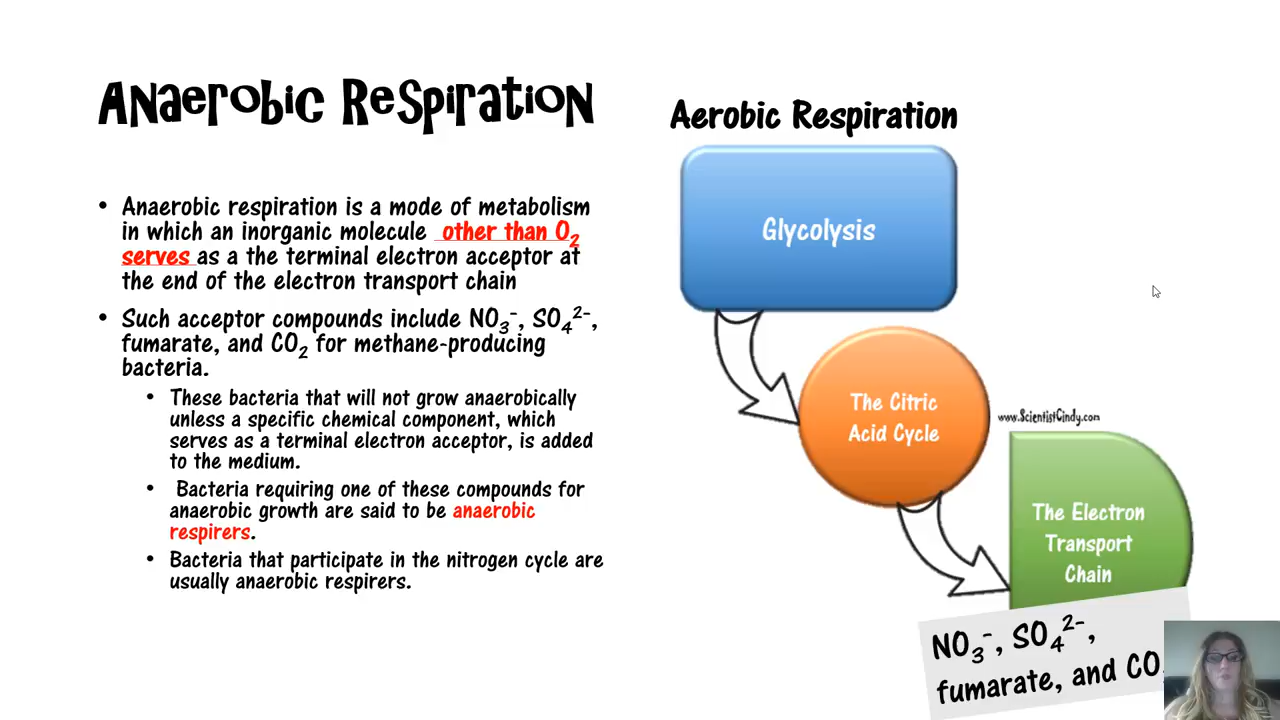 Anaerobic Respiration
• Anaerobic respiration is a mode of metabolism
in which an inorganic molecule other than O₂
serves as a the terminal electron acceptor at
the end of the electron transport chain
• Such acceptor compounds include NO₃⁻, SO₄²⁻,
fumarate, and CO₂ for methane-producing
bacteria.
• These bacteria that will not grow anaerobically
unless a specific chemical component, which
serves as a terminal electron acceptor, is added
to the medium.
• Bacteria requiring one of these compounds for
anaerobic growth are said to be anaerobic
respirers.
• Bacteria that participate in the nitrogen cycle are
usually anaerobic respirers.
Aerobic Respiration
Glycolysis
The Citric
Acid Cycle
www.ScientistCindy.com
The Electron
Transport
Chain
NO₃⁻, SO₄²⁻,
fumarate, and CO